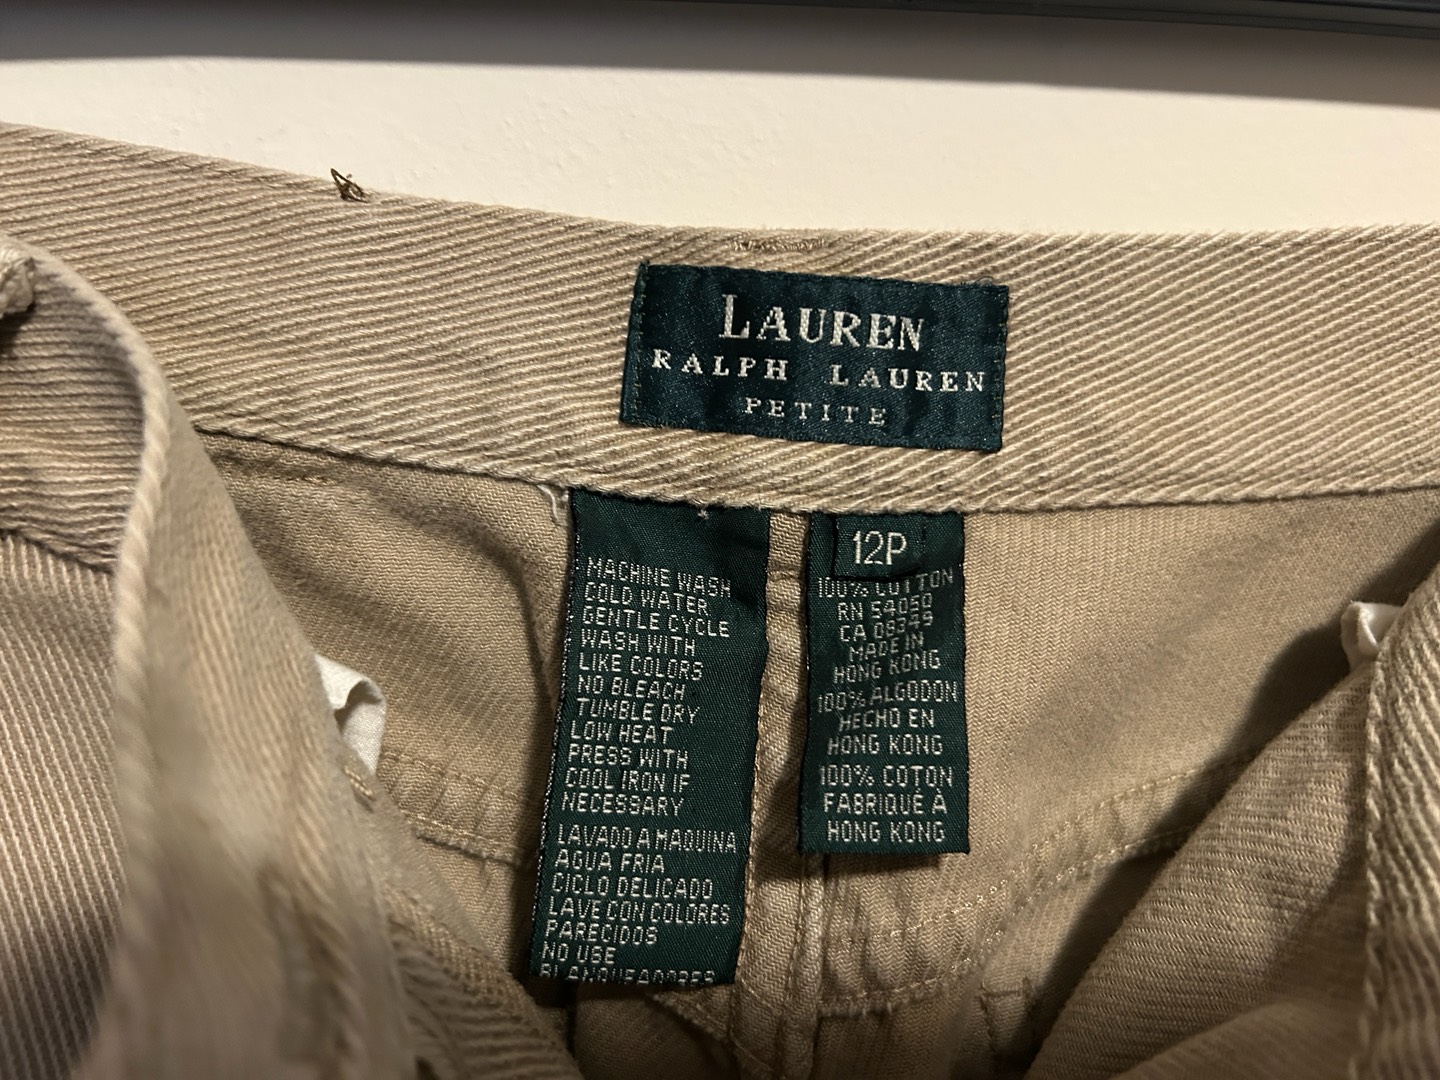 LAUREN
RALPH LAUREN
PETITE
MACHINE WASH
COLD WATER
GENTLE CYCLE
WASH WITH
LIKE COLORS
NO BLEACH
TUMBLE DRY
LOW HEAT
PRESS WITH
COOL IRON IF
NECESSARY
LAVADO A MAQUINA
AGUA FRIA
CICLO DELICADO
LAVE CON COLORES
PARECIDOS
NO USE
BLANQUEADORES
12P
100% COTTON
RN 54050
CA 08349
MADE IN
HONG KONG
100% ALGODON
HECHO EN
HONG KONG
100% COTON
FABRIQUÉ À
HONG KONG